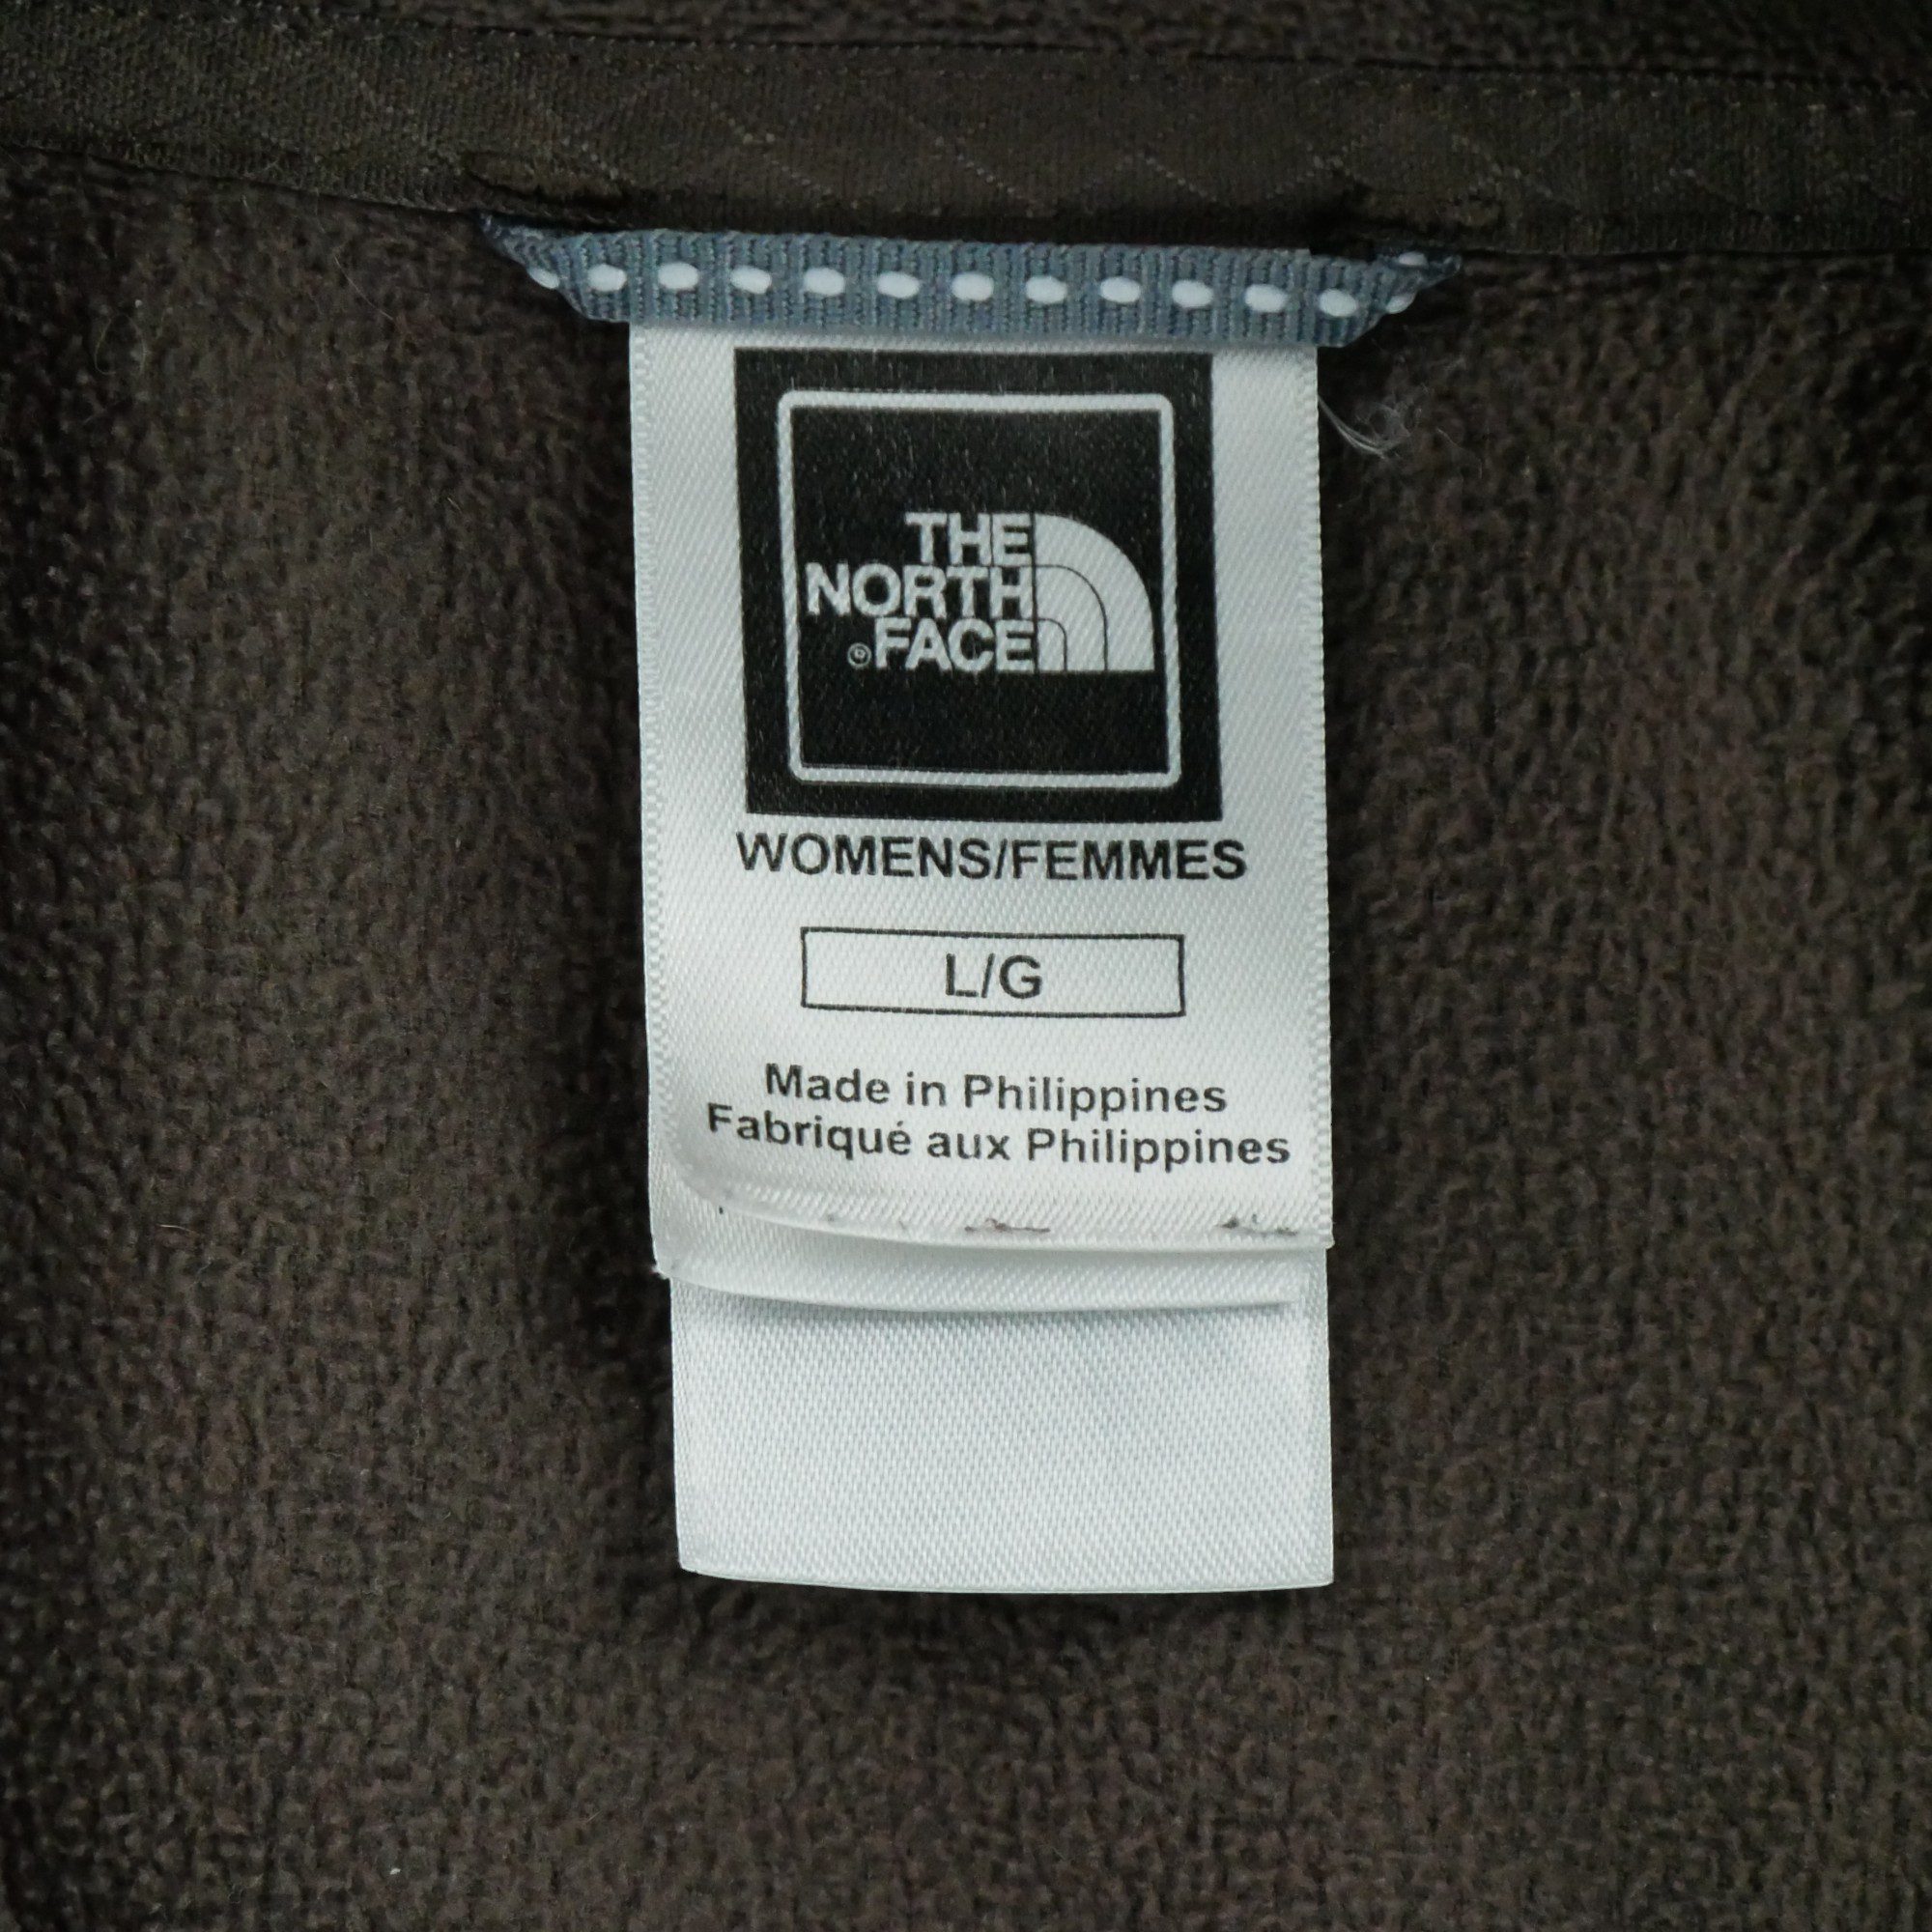 THE
NORTH
®FACE
WOMENS/FEMMES
L/G
Made in Philippines
Fabriqué aux Philippines